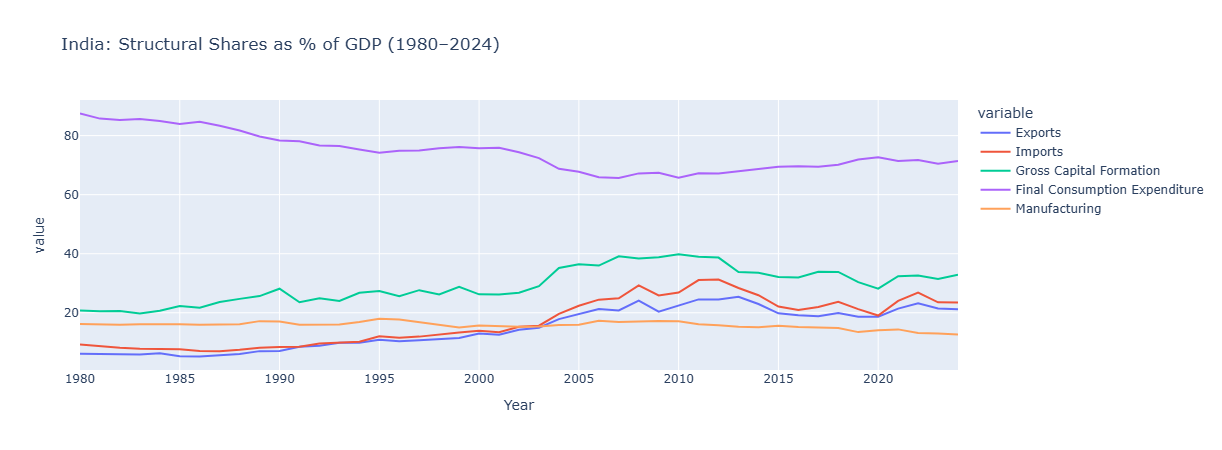 India: Structural Shares as % of GDP (1980–2024)
variable
Exports
Imports
Gross Capital Formation
Final Consumption Expenditure
Manufacturing
value
80
60
40
20
1980 1985 1990 1995 2000 2005 2010 2015 2020
Year